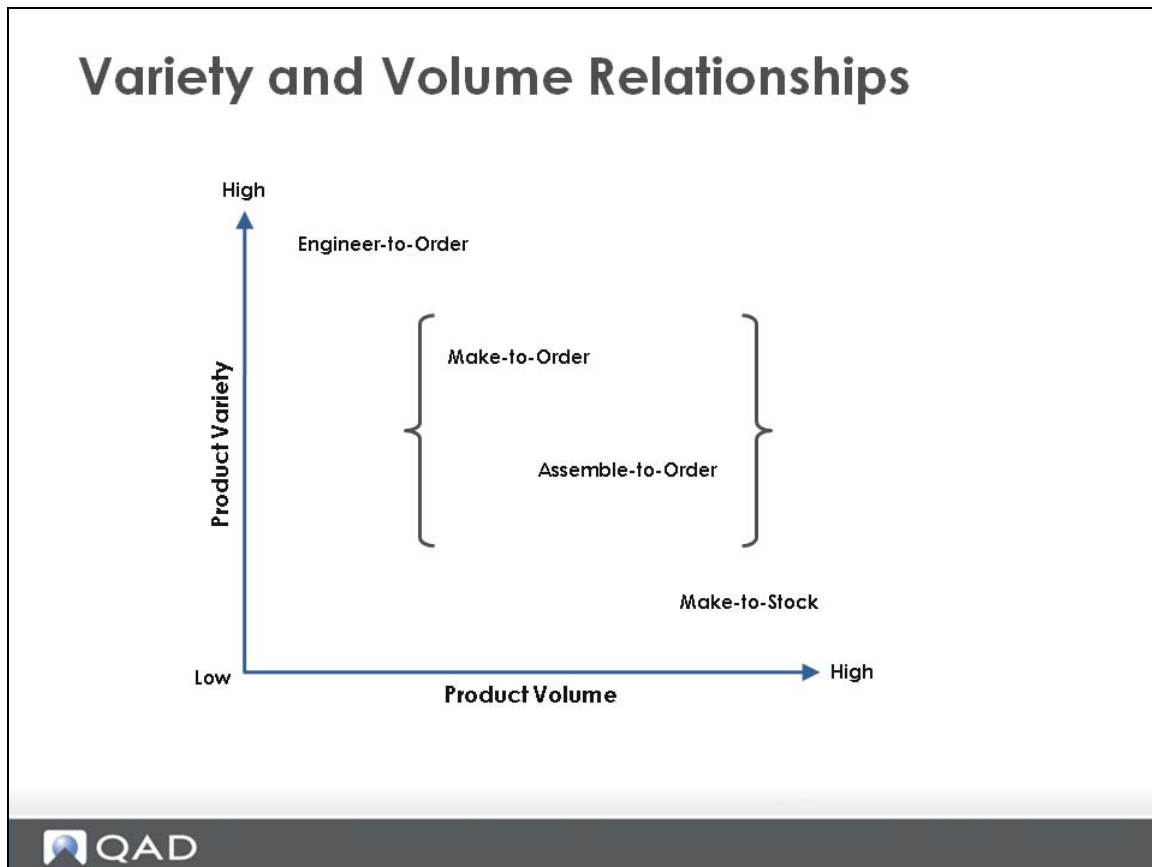 Variety and Volume Relationships
High
Engineer-to-Order
Make-to-Order
Product Variety
Assemble-to-Order
Make-to-Stock
Low
High
Product Volume
QAD